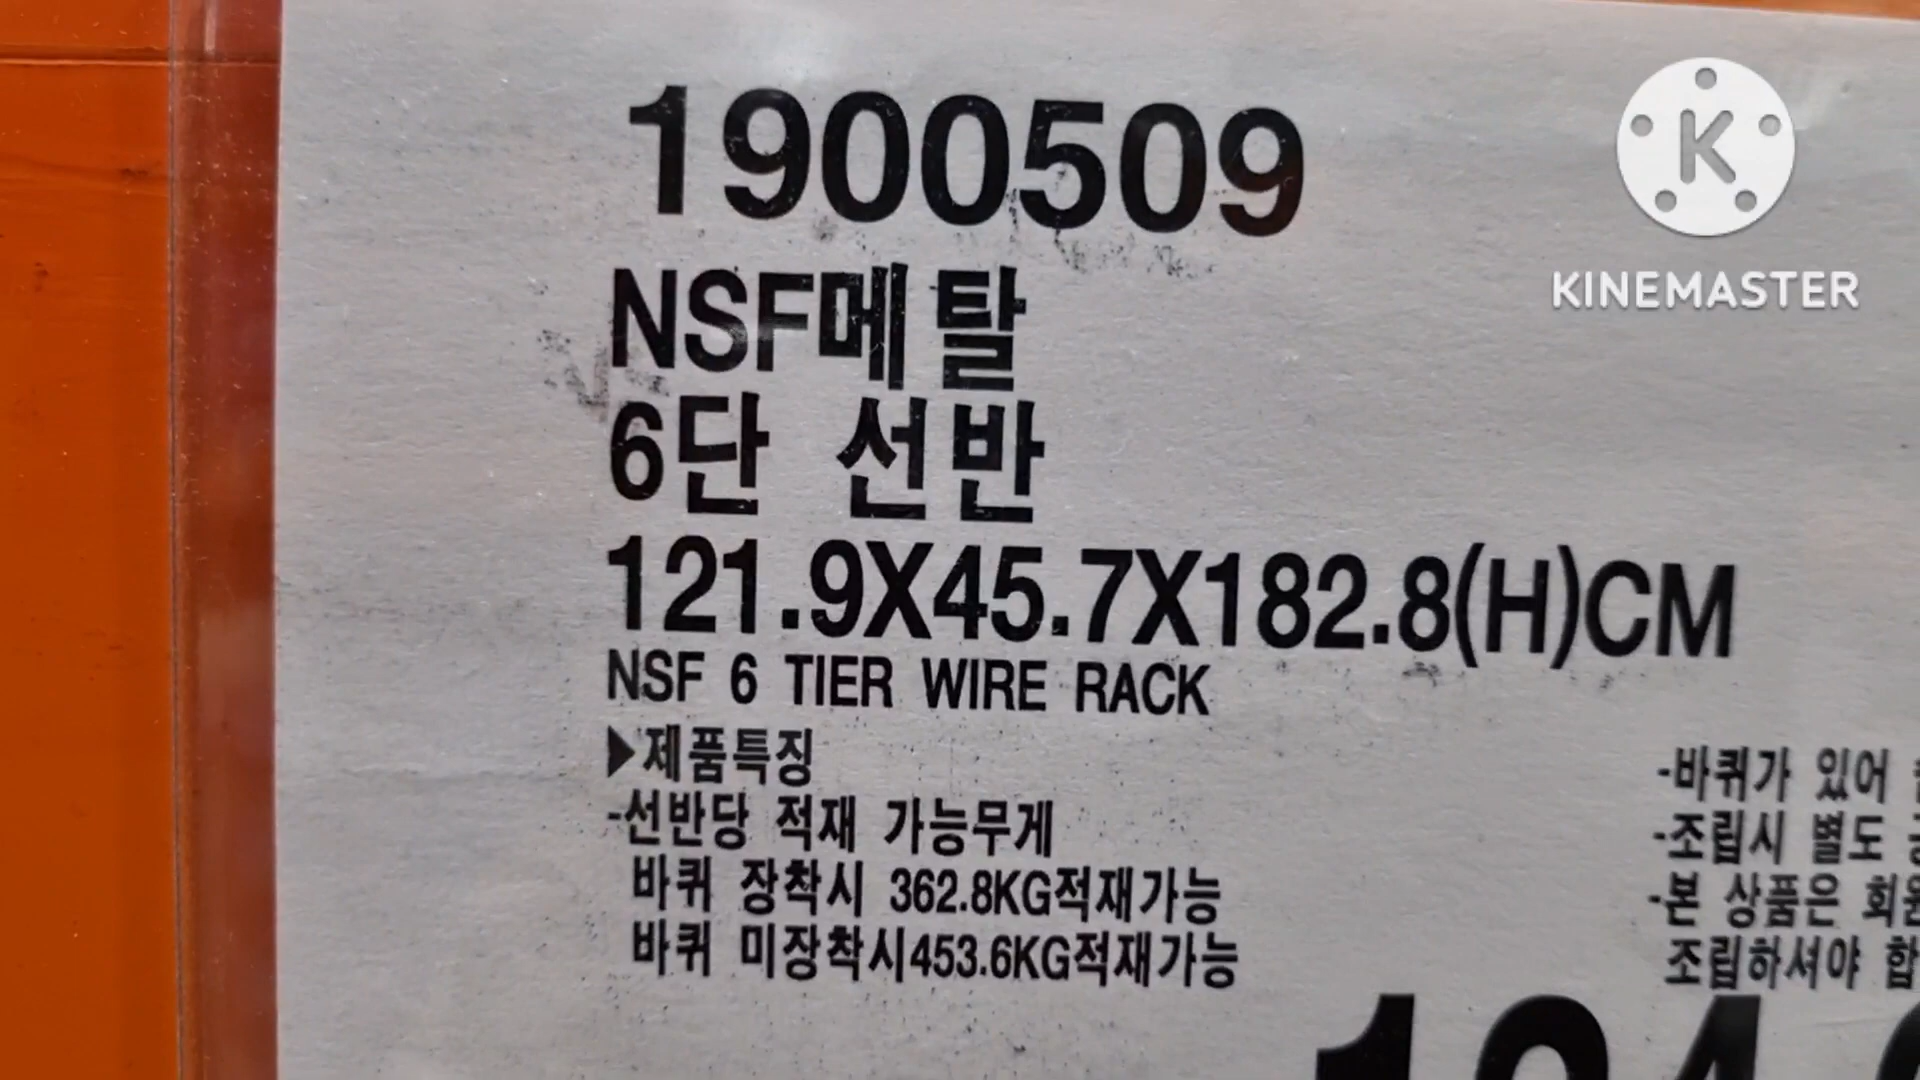 1900509
NSF메탈
6단 선반
121.9X45.7X182.8(H)CM
NSF 6 TIER WIRE RACK
▶제품특징
-선반당 적재 가능무게
바퀴 장착시 362.8KG적재가능
바퀴 미장착시453.6KG적재가능
-바퀴가 있어
-조립시 별도
-본 상품은
조립하셔야
K
KINEMASTER